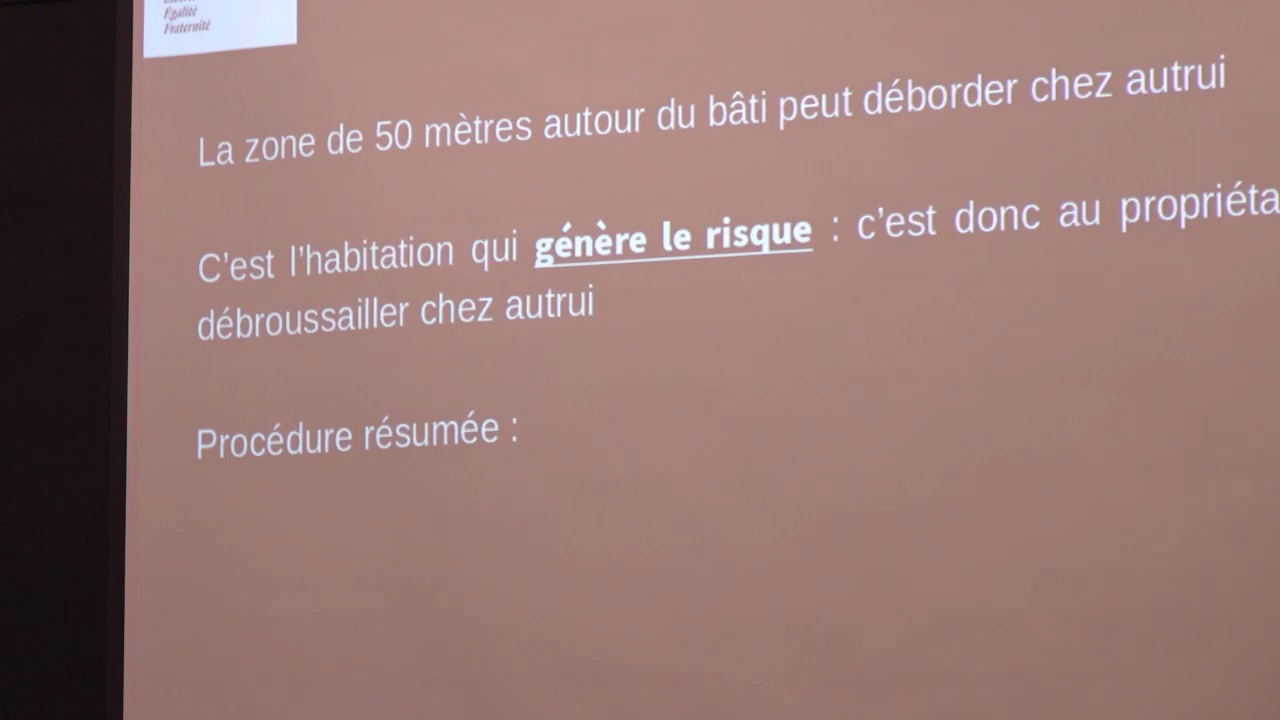 Égalité
Fraternité
La zone de 50 mètres autour du bâti peut déborder chez autrui
C’est l’habitation qui génère le risque : c’est donc au
débroussailler chez autrui
Procédure résumée :